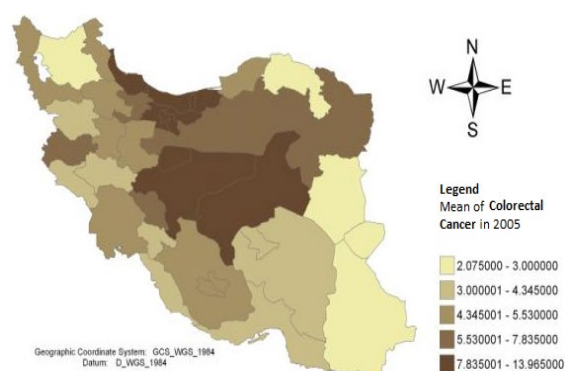 N
W E
S
Legend
Mean of Colorectal
Cancer in 2005
2.075000 - 3.000000
3.000001 - 4.345000
4.345001 - 5.530000
5.530001 - 7.835000
7.835001 - 13.965000
Geographic Coordinate System: GCS_WGS_1984
Datum: D_WGS_1984